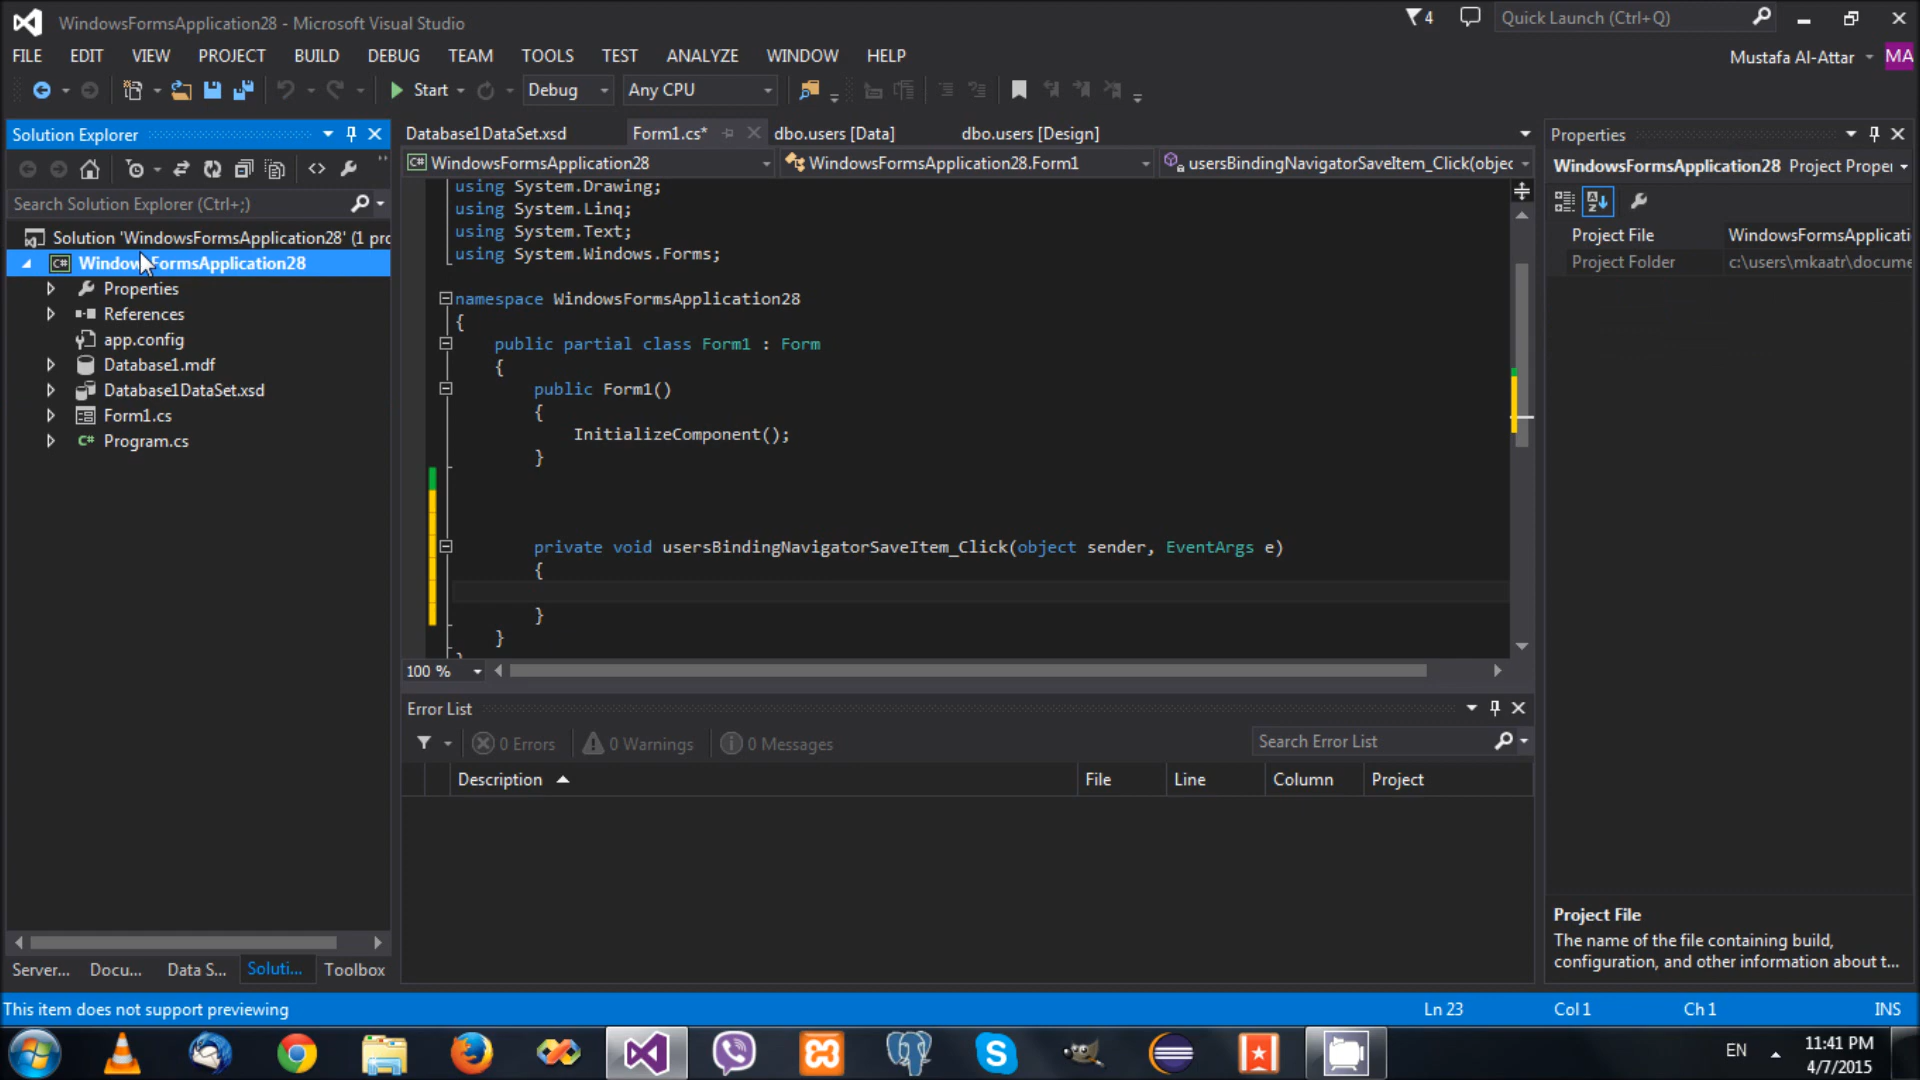 WindowsFormsApplication28 - Microsoft Visual Studio
4
Quick Launch (Ctrl+Q)
FILE EDIT VIEW PROJECT BUILD DEBUG TEAM TOOLS TEST ANALYZE WINDOW HELP
Mustafa Al-Attar
MA
Start
Debug
Any CPU
Solution Explorer
Search Solution Explorer (Ctrl+;)
Solution 'WindowsFormsApplication28' (1 pro
C# WindowsFormsApplication28
Properties
References
app.config
Database1.mdf
Database1DataSet.xsd
Form1.cs
C# Program.cs
Server... Docu... Data S... Soluti... Toolbox
Database1DataSet.xsd Form1.cs* dbo.users [Data] dbo.users [Design]
C# WindowsFormsApplication28 WindowsFormsApplication28.Form1 usersBindingNavigatorSaveItem_Click(objec
using System.Drawing;
using System.Linq;
using System.Text;
using System.Windows.Forms;
namespace WindowsFormsApplication28
{
public partial class Form1 : Form
{
public Form1()
{
InitializeComponent();
}
private void usersBindingNavigatorSaveItem_Click(object sender, EventArgs e)
{
}
}
}
100 %
Error List
0 Errors 0 Warnings 0 Messages
Search Error List
Description File Line Column Project
Properties
WindowsFormsApplication28 Project Proper
Project File WindowsFormsApplicati
Project Folder c:\users\mkaatr\docume
Project File
The name of the file containing build,
configuration, and other information about t...
This item does not support previewing
Ln 23 Col 1 Ch 1 INS
EN
11:41 PM
4/7/2015